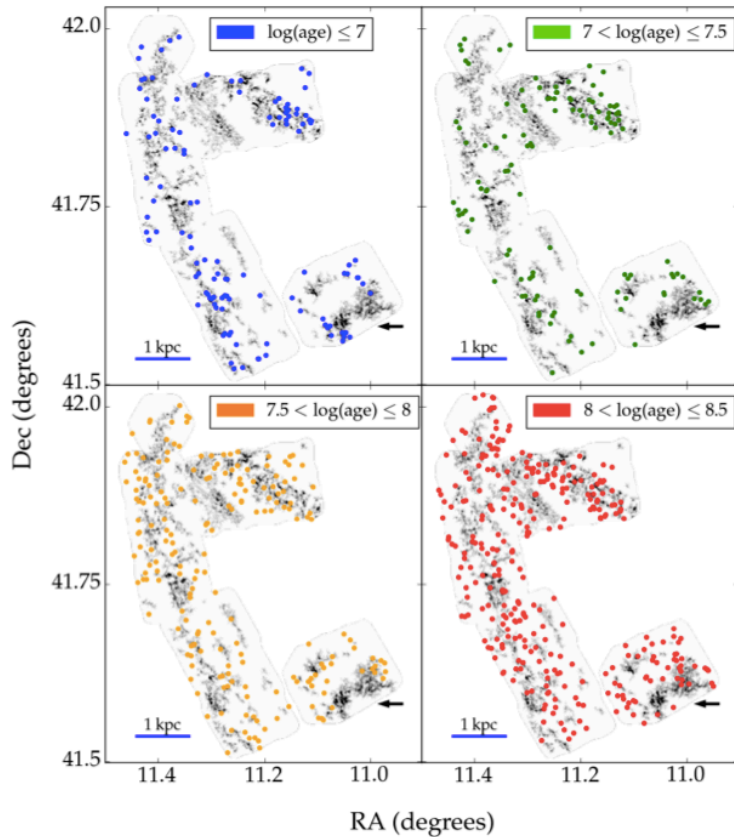 42.0
log(age) ≤ 7
7 < log(age) ≤ 7.5
41.75
1 kpc
1 kpc
41.5
Dec (degrees)
42.0
7.5 < log(age) ≤ 8
8 < log(age) ≤ 8.5
41.75
1 kpc
1 kpc
41.5
11.4 11.2 11.0 11.4 11.2 11.0
RA (degrees)